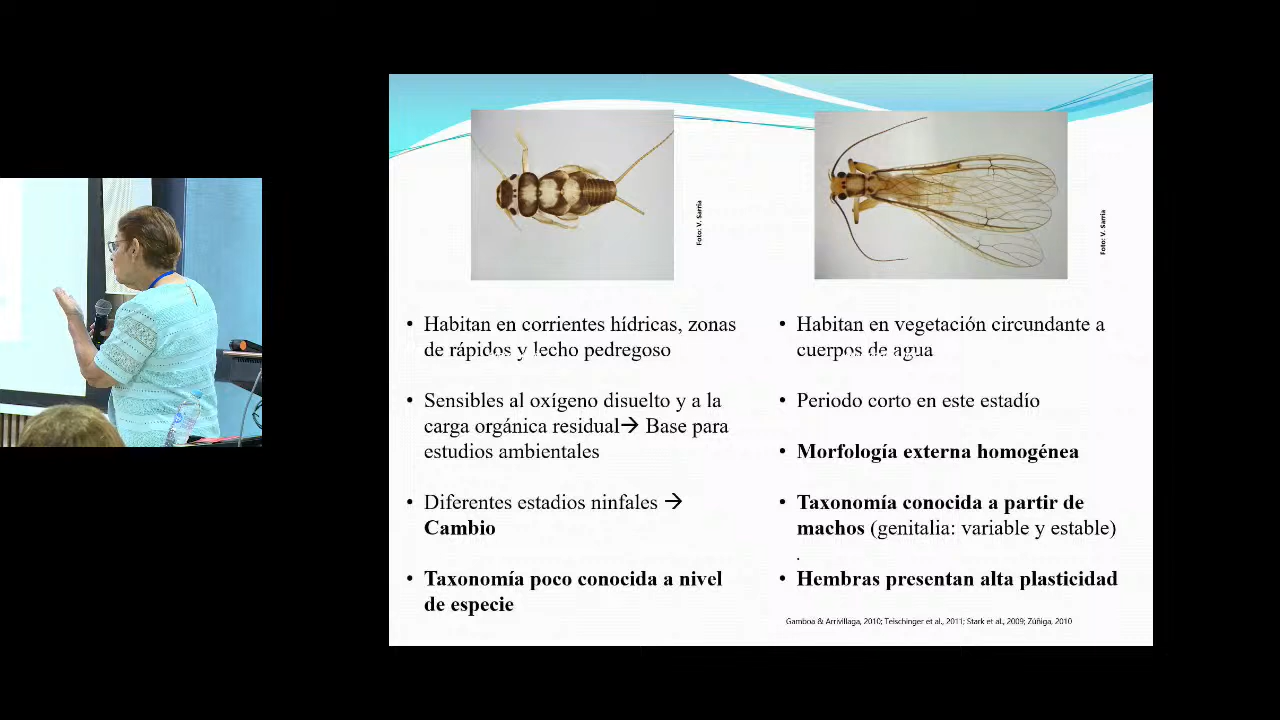 Foto: V. Sarria
Foto: V. Sarria
• Habitan en corrientes hídricas, zonas
de rápidos y lecho pedregoso
• Sensibles al oxígeno disuelto y a la
carga orgánica residual→ Base para
estudios ambientales
• Diferentes estadios ninfales →
Cambio
• Taxonomía poco conocida a nivel
de especie
• Habitan en vegetación circundante a
cuerpos de agua
• Periodo corto en este estadío
• Morfología externa homogénea
• Taxonomía conocida a partir de
machos (genitalia: variable y estable)
.
• Hembras presentan alta plasticidad
Gamboa & Arrivillaga, 2010; Teischinger et al., 2011; Stark et al., 2009; Zúñiga, 2010